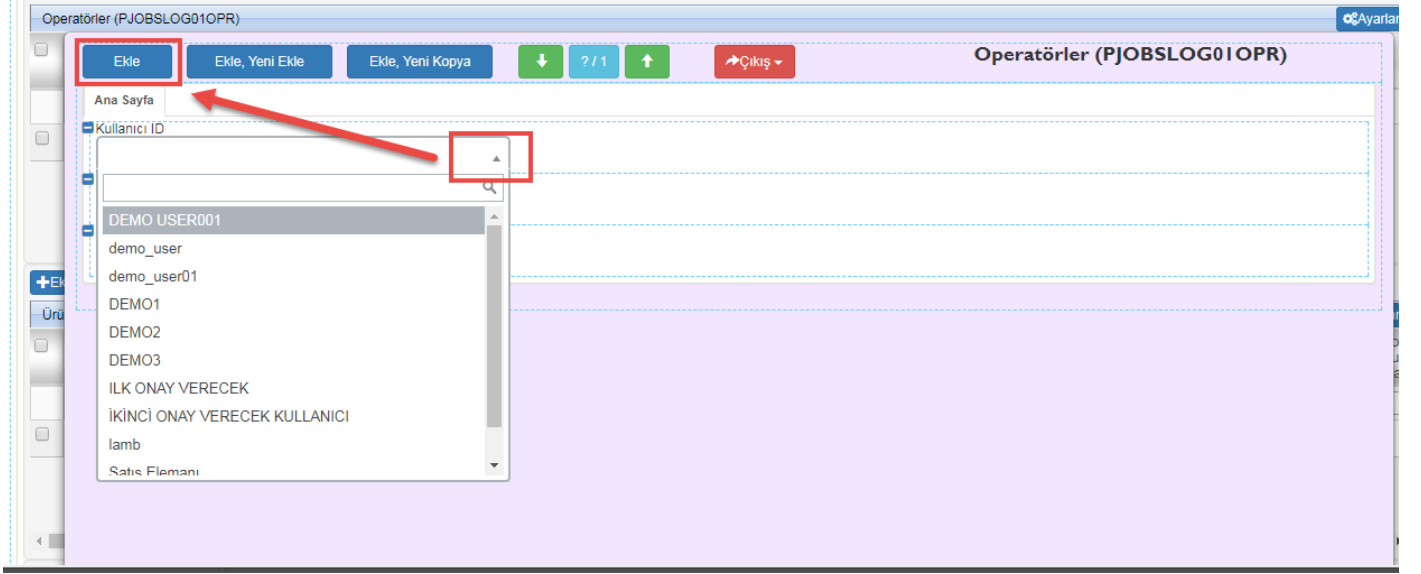 Operatörler (PJOBSLOG01OPR)
Ayarlar
Ekle
Ekle, Yeni Ekle
Ekle, Yeni Kopya
? / 1
Çıkış
Operatörler (PJOBSLOG01OPR)
Ana Sayfa
Kullanıcı ID
DEMO USER001
demo_user
demo_user01
DEMO1
DEMO2
DEMO3
ILK ONAY VERECEK
İKİNCİ ONAY VERECEK KULLANICI
lamb
Satış Elemanı